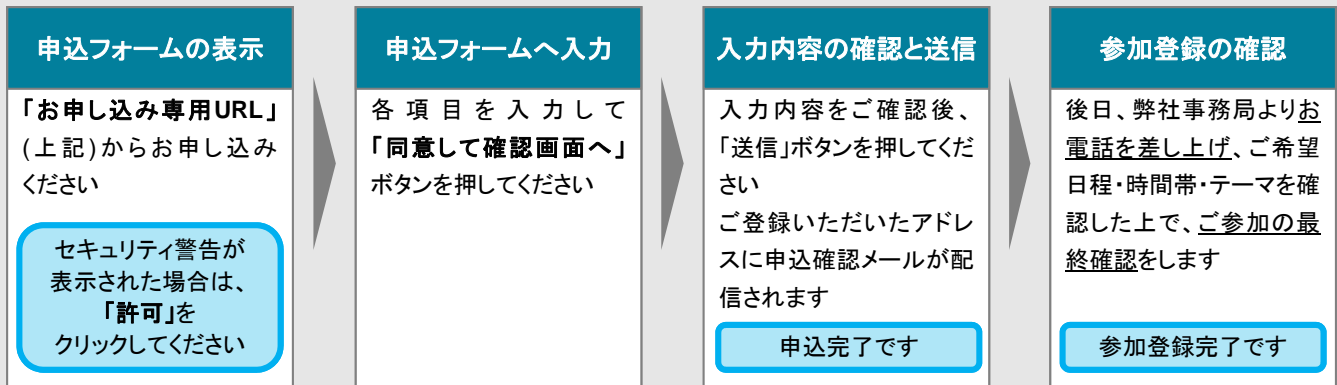 申込フォームの表示
「お申し込み専用URL」
(上記)からお申し込み
ください
セキュリティ警告が
表示された場合は、
「許可」を
クリックしてください
申込フォームへ入力
各項目を入力して
「同意して確認画面へ」
ボタンを押してください
入力内容の確認と送信
入力内容をご確認後、
「送信」ボタンを押してくだ
さい
ご登録いただいたアドレ
スに申込確認メールが配
信されます
申込完了です
参加登録の確認
後日、弊社事務局よりお
電話を差し上げ、ご希望
日程・時間帯・テーマを確
認した上で、ご参加の最
終確認をします
参加登録完了です